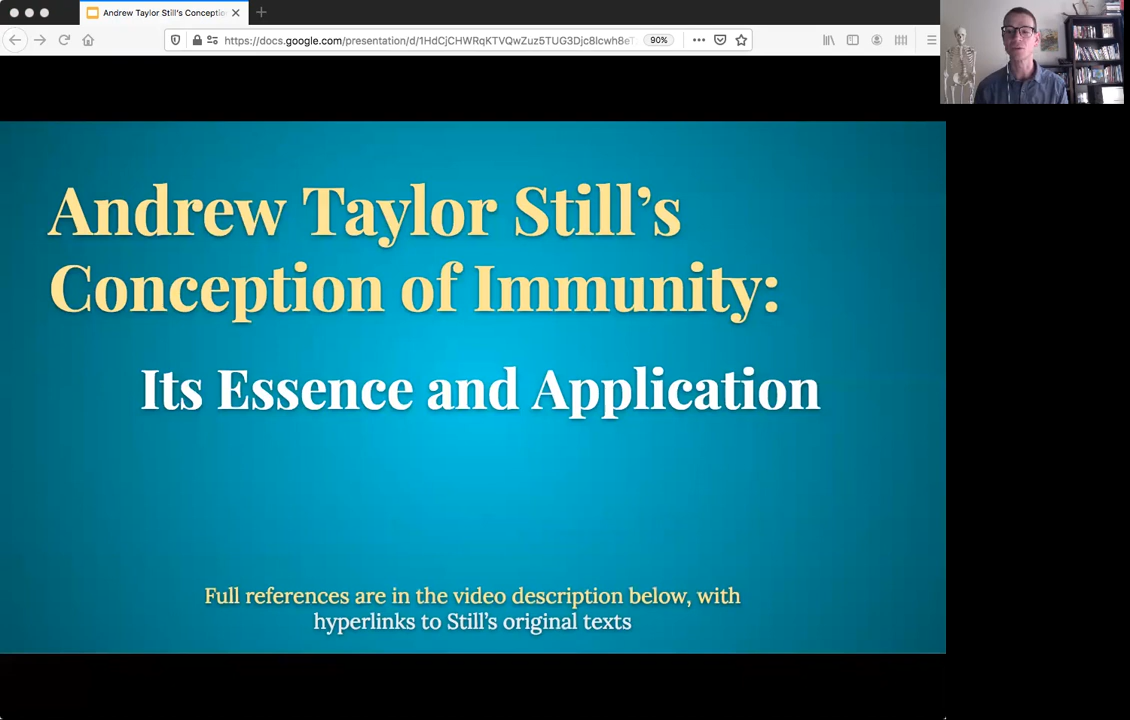 Andrew Taylor Still's Conceptio
https://docs.google.com/presentation/d/1HdCjCHWRqKTVQwZuz5TUG3Djc8lcwh8eT
90%
Andrew Taylor Still's
Conception of Immunity:
Its Essence and Application
Full references are in the video description below, with
hyperlinks to Still's original texts